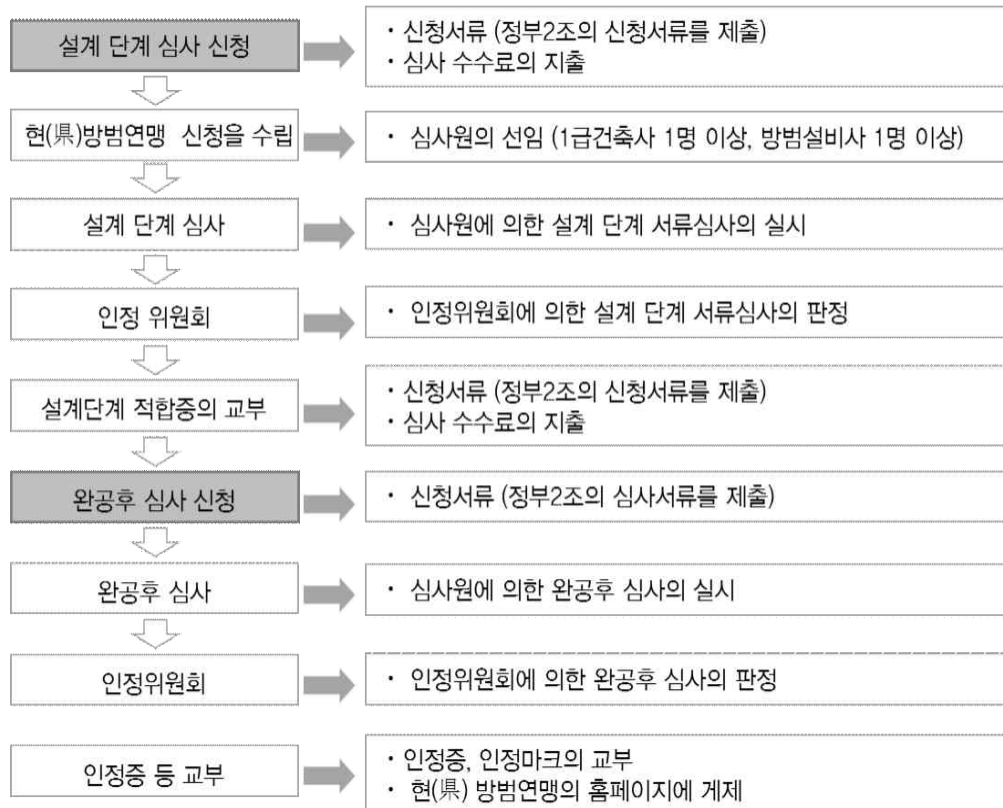 설계 단계 심사 신청
· 신청서류 (정부2조의 신청서류를 제출)
· 심사 수수료의 지출
현(県)방범연맹 신청을 수립
· 심사원의 선임 (1급건축사 1명 이상, 방범설비사 1명 이상)
설계 단계 심사
· 심사원에 의한 설계 단계 서류심사의 실시
인정 위원회
· 인정위원회에 의한 설계 단계 서류심사의 판정
설계단계 적합증의 교부
· 신청서류 (정부2조의 신청서류를 제출)
· 심사 수수료의 지출
완공후 심사 신청
· 신청서류 (정부2조의 심사서류를 제출)
완공후 심사
· 심사원에 의한 완공후 심사의 실시
인정위원회
· 인정위원회에 의한 완공후 심사의 판정
인정증 등 교부
· 인정증, 인정마크의 교부
· 현(県) 방범연맹의 홈페이지에 게제